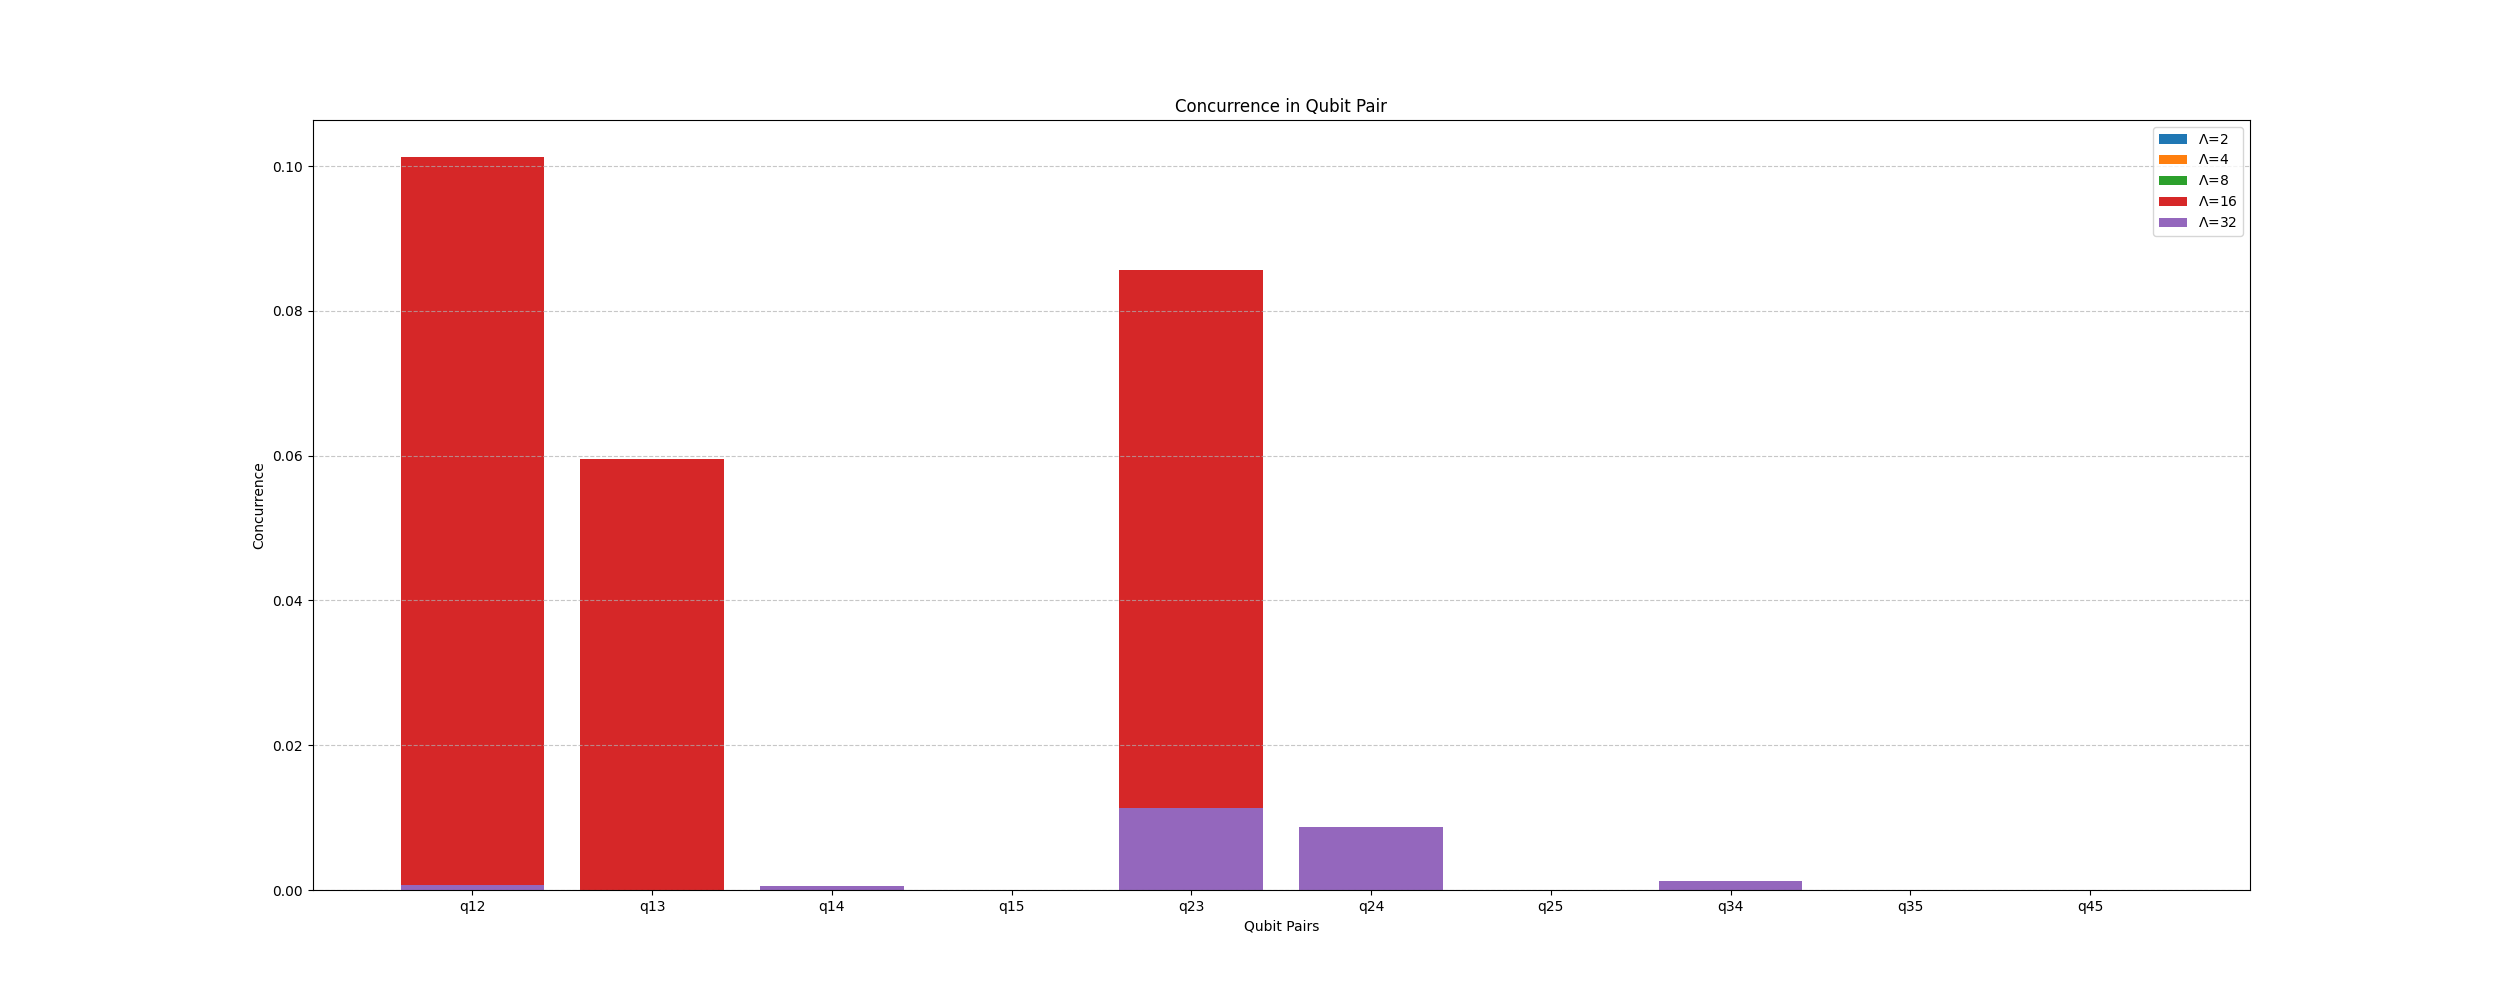 Concurrence in Qubit Pair
Λ=2
Λ=4
Λ=8
Λ=16
Λ=32
0.10
0.08
0.06
0.04
0.02
0.00
Concurrence
q12 q13 q14 q15 q23 q24 q25 q34 q35 q45
Qubit Pairs